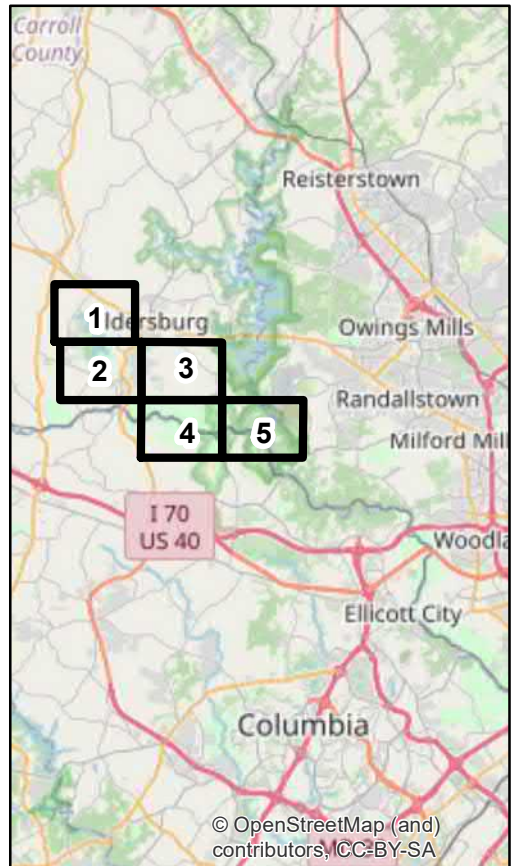 Carroll
County
Reisterstown
1
ldersburg
Owings Mills
2
3
Randallstown
4
5
Milford Mil
I 70
US 40
Woodla
Ellicott City
Columbia
© OpenStreetMap (and)
contributors, CC-BY-SA